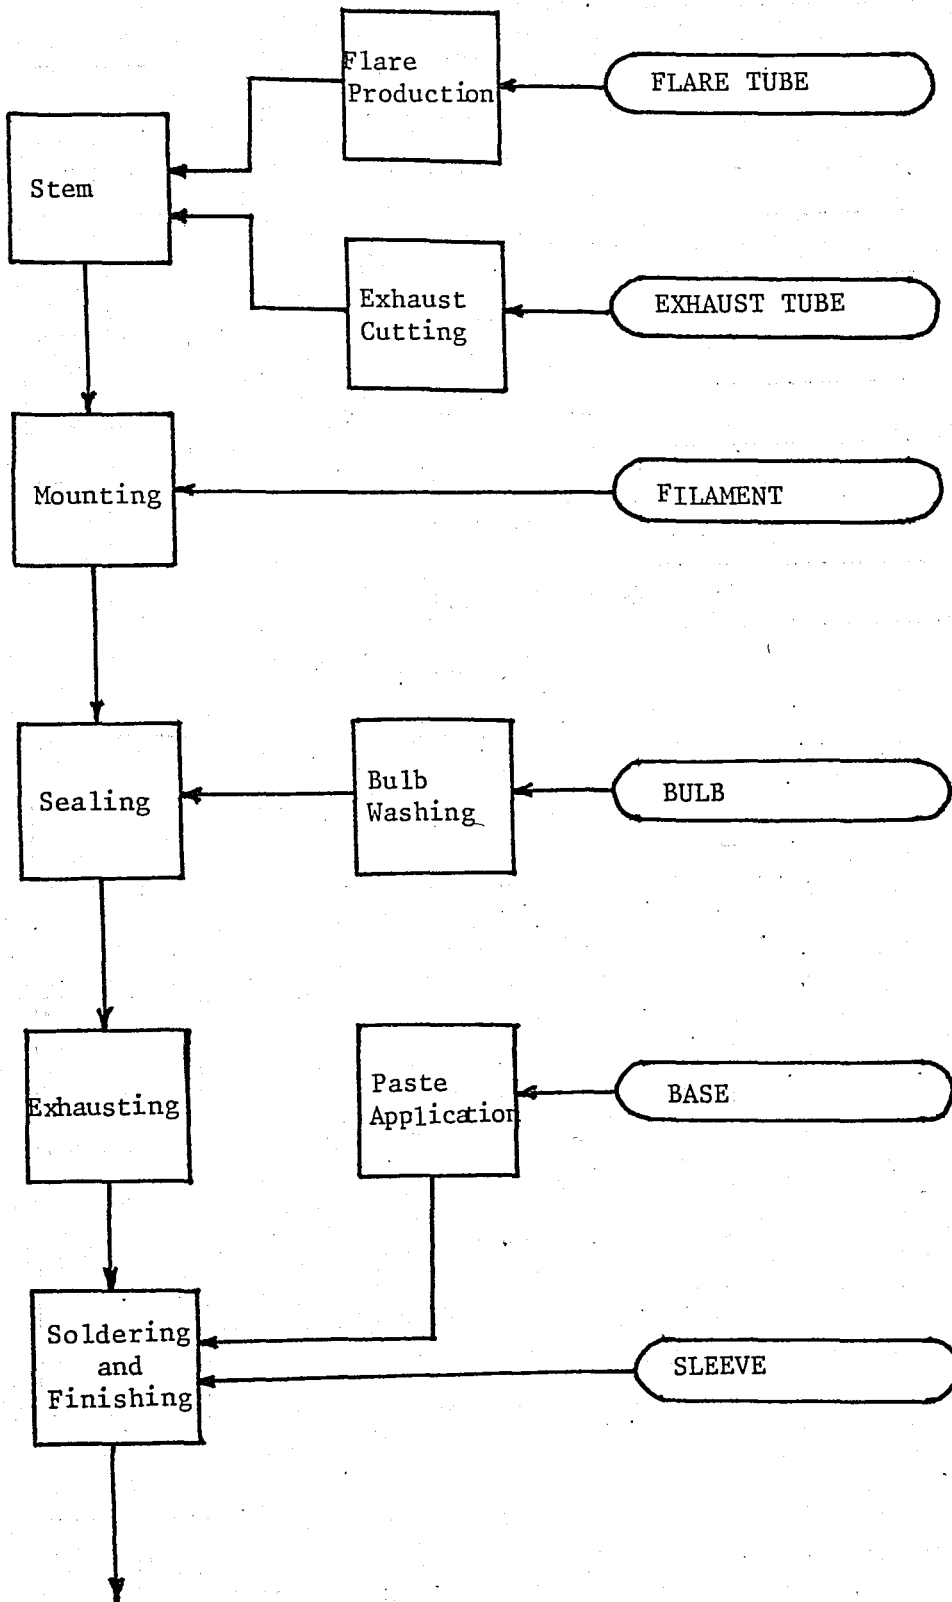 Flare
Production
FLARE TUBE
Stem
Exhaust
Cutting
EXHAUST TUBE
Mounting
FILAMENT
Sealing
Bulb
Washing
BULB
Exhausting
Paste
Application
BASE
Soldering
and
Finishing
SLEEVE